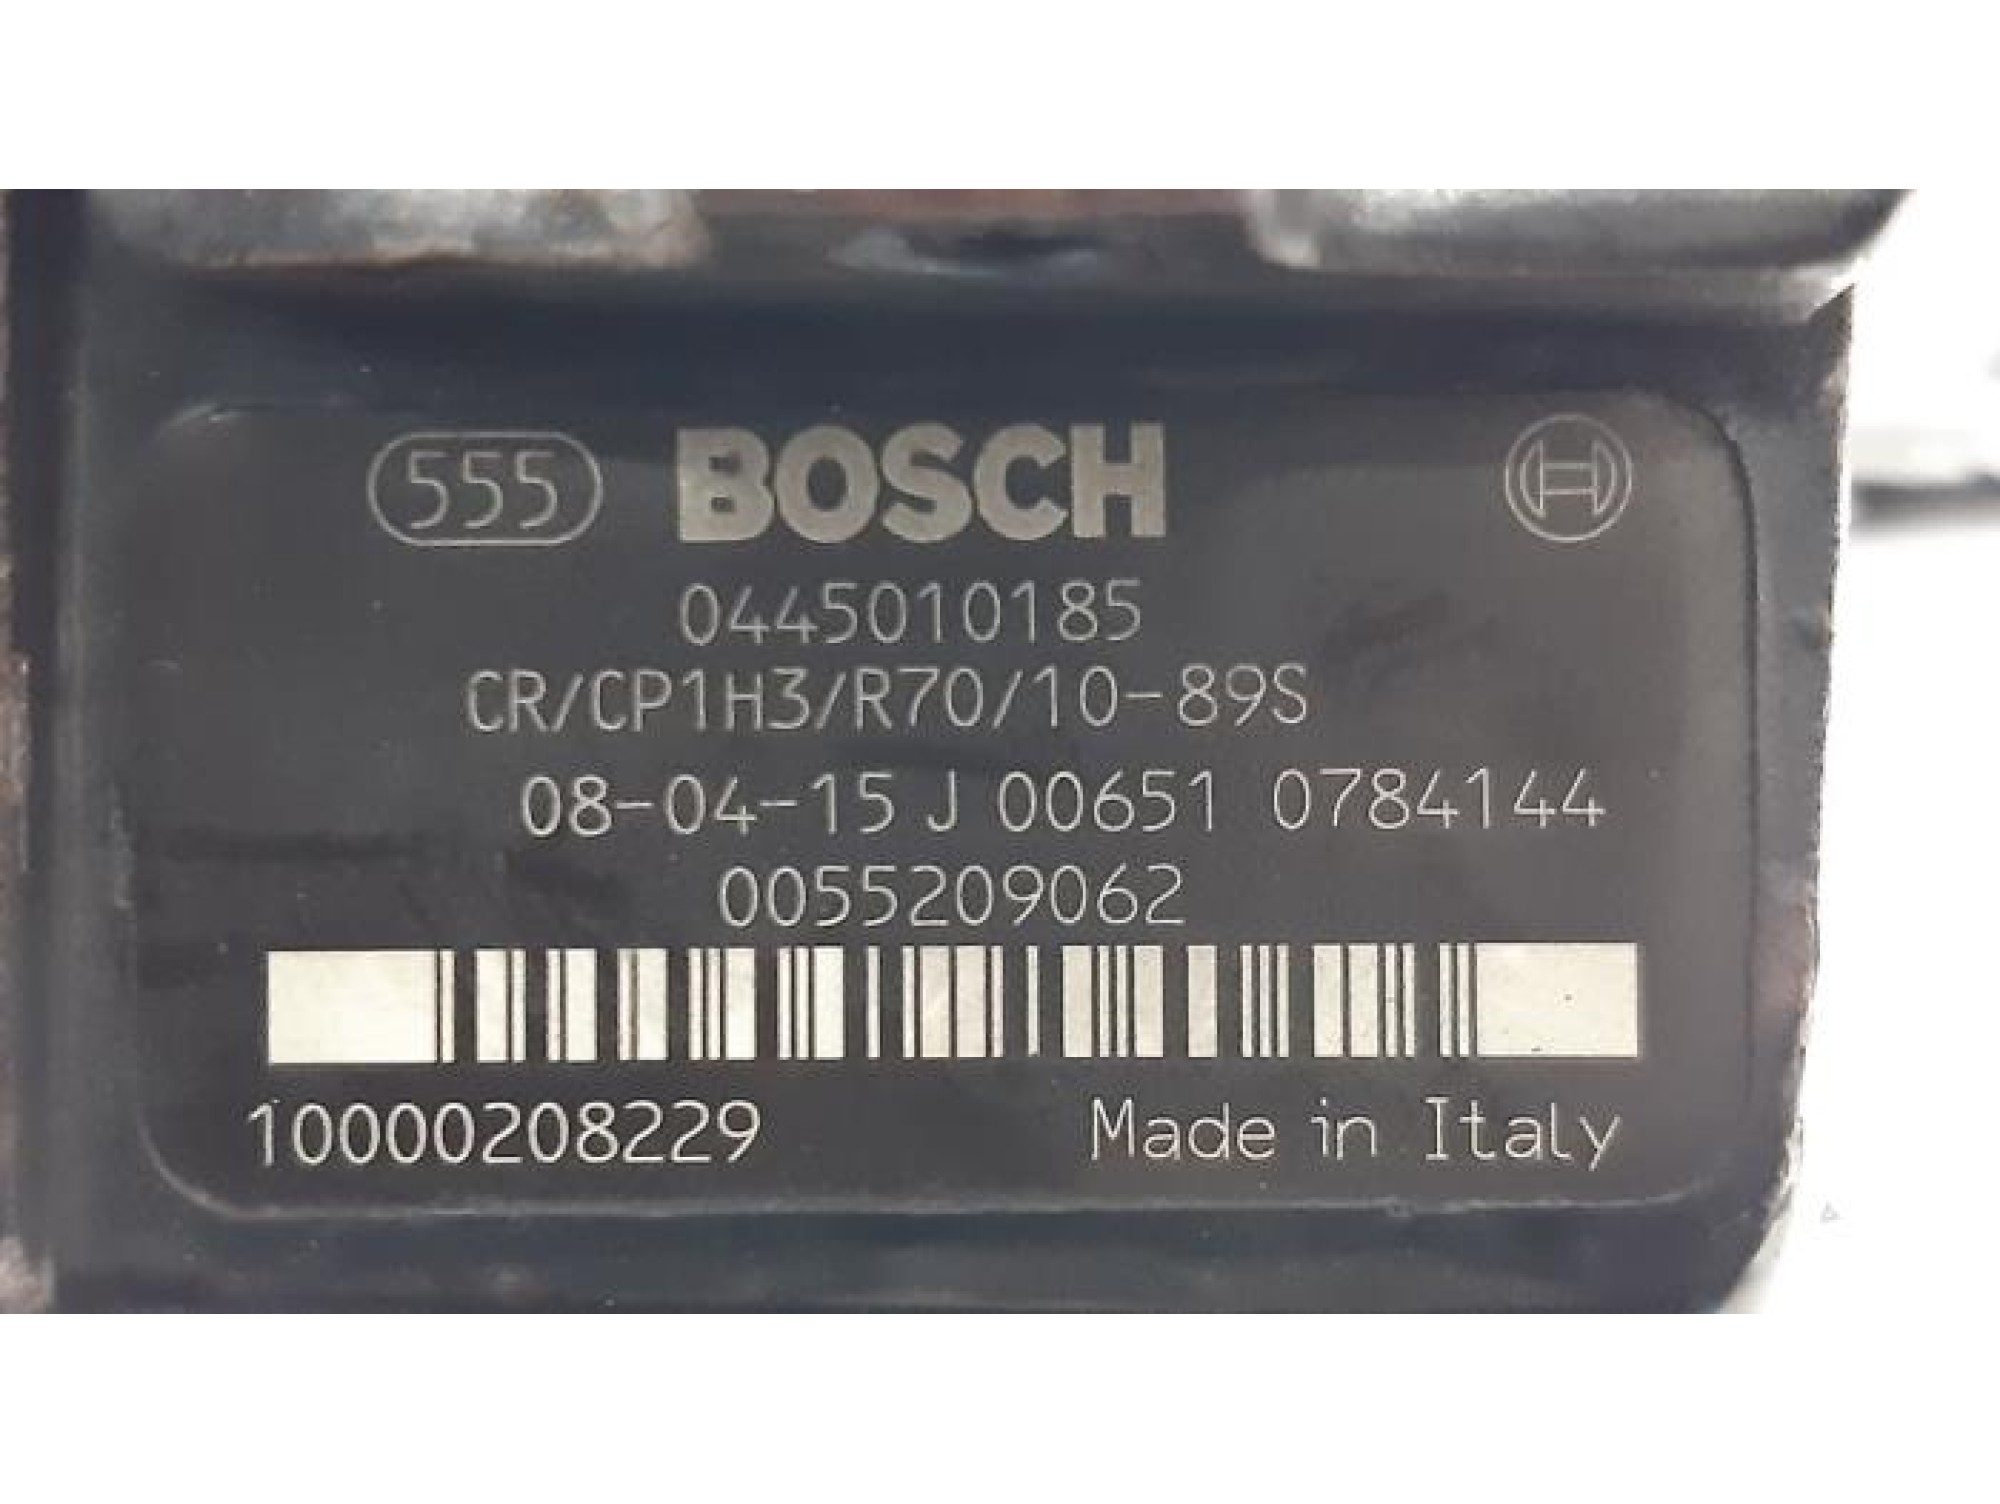 555 BOSCH
0445010185
CR/CP1H3/R70/10-89S
08-04-15 J 00651 0784144
0055209062
10000208229 Made in Italy